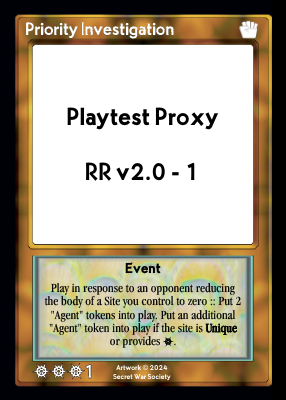 Priority Investigation
Playtest Proxy
RR v2.0 - 1
Event
Play in response to an opponent reducing
the body of a Site you control to zero :: Put 2
"Agent" tokens into play. Put an additional
"Agent" token into play if the site is Unique
or provides .
1
Artwork © 2024
Secret War Society